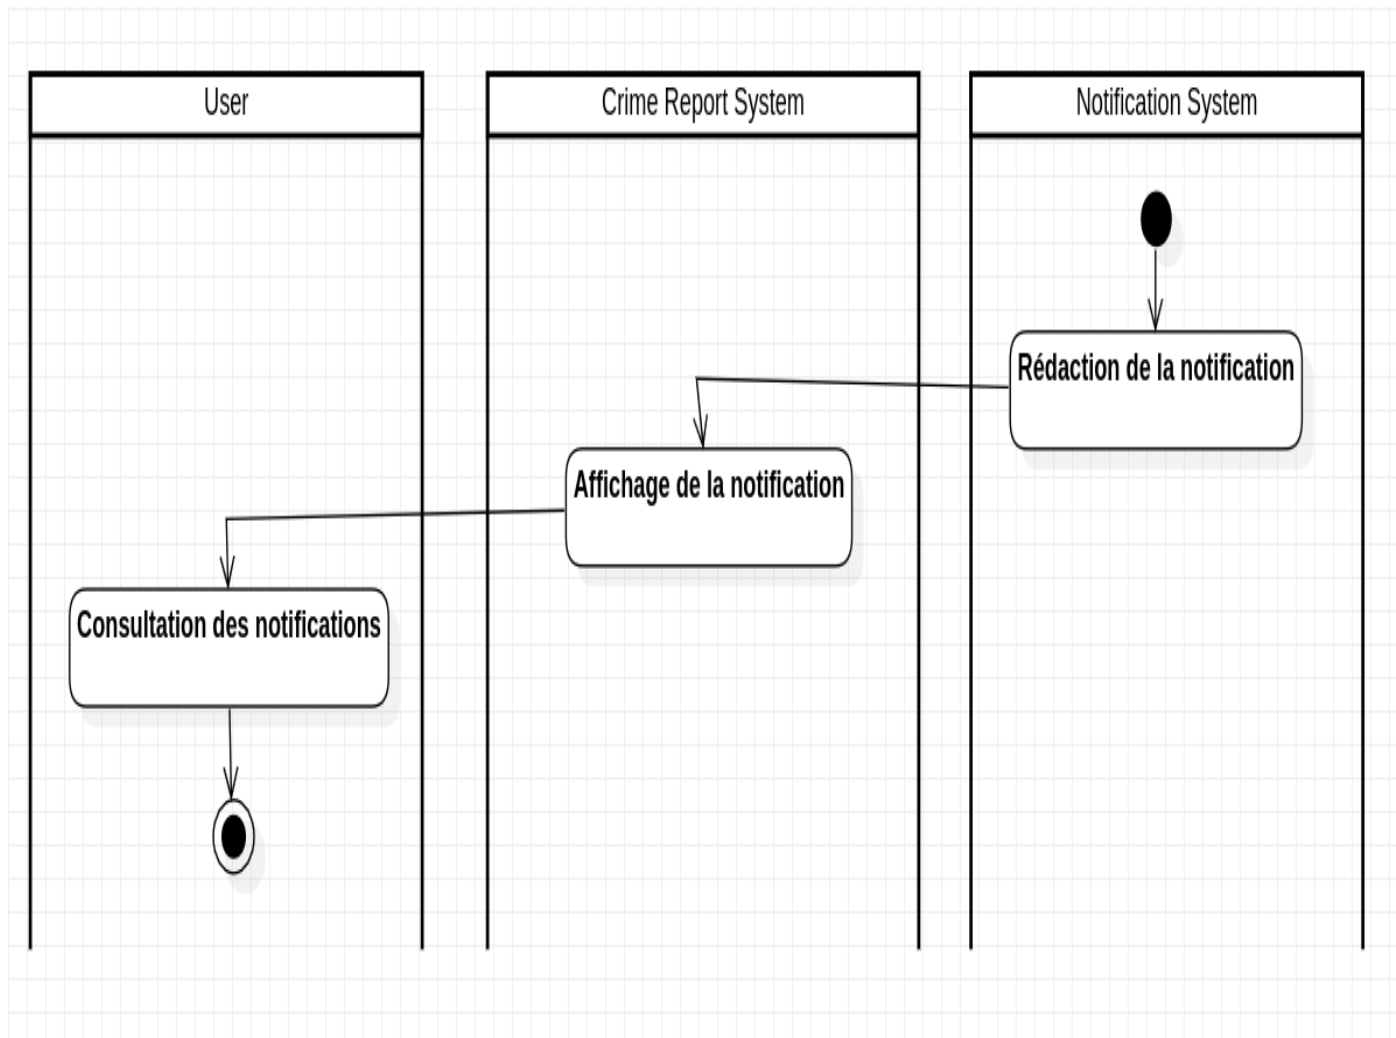 User
Crime Report System
Notification System
Rédaction de la notification
Affichage de la notification
Consultation des notifications